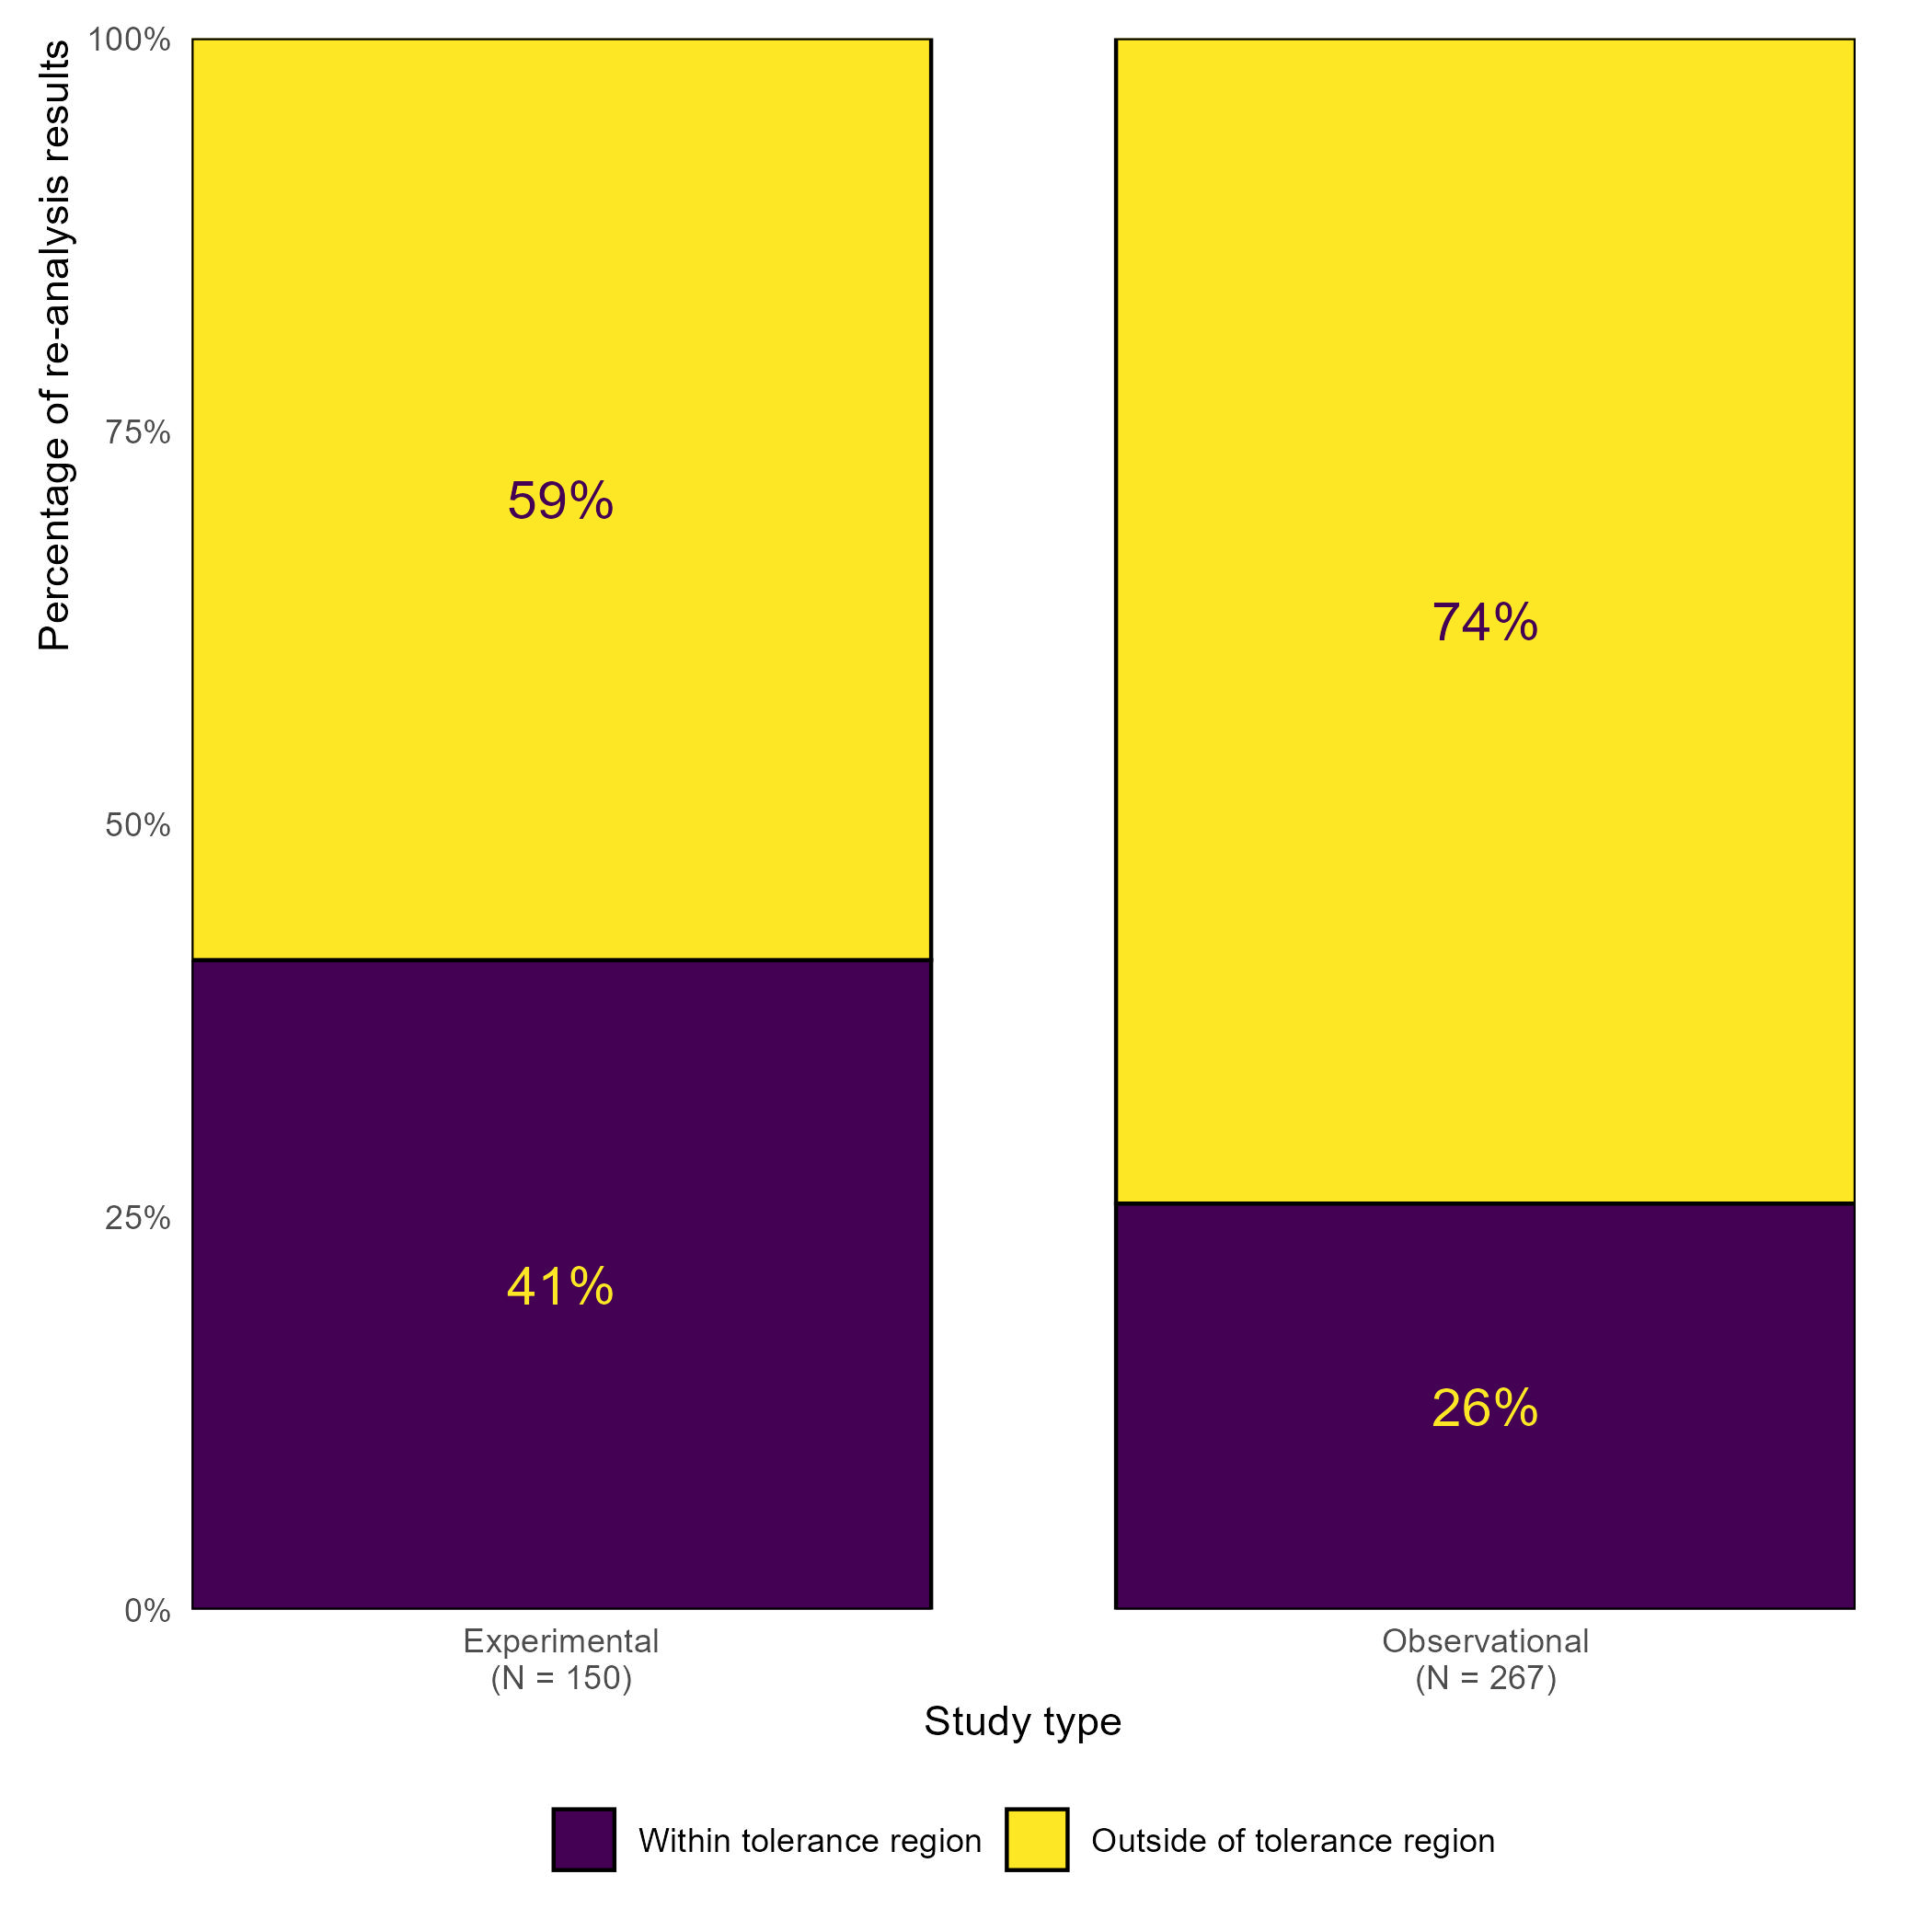 Percentage of re-analysis results
100%
75%
50%
25%
0%
59%
41%
74%
26%
Experimental
(N = 150)
Observational
(N = 267)
Study type
Within tolerance region
Outside of tolerance region